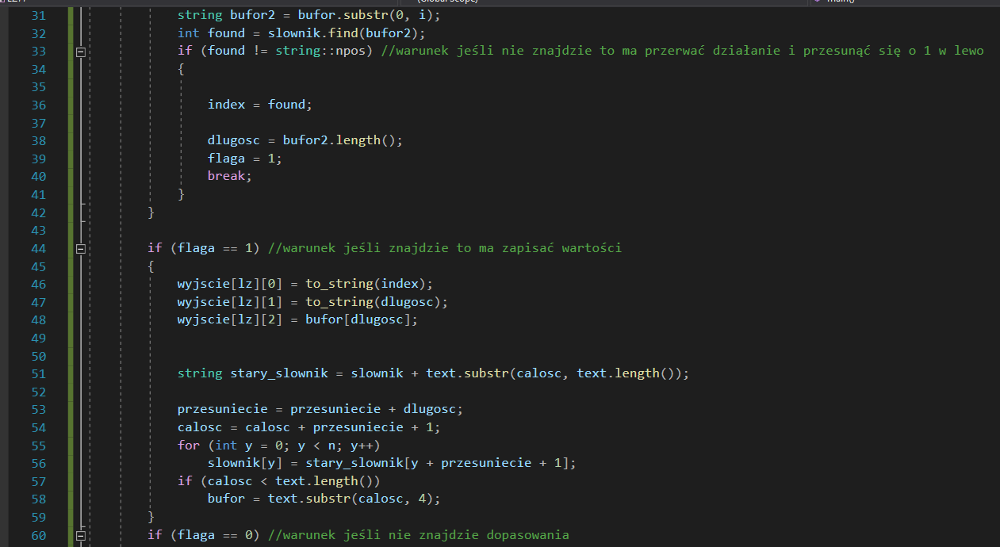 31 string bufor2 = bufor.substr(0, i);
32 int found = slownik.find(bufor2);
33 if (found != string::npos) //warunek jeśli nie znajdzie to ma przerwać działanie i przesunąć się o 1 w lewo
34 {
35
36 index = found;
37
38 dlugosc = bufor2.length();
39 flaga = 1;
40 break;
41 }
42 }
43
44 if (flaga == 1) //warunek jeśli znajdzie to ma zapisać wartości
45 {
46 wyjscie[lz][0] = to_string(index);
47 wyjscie[lz][1] = to_string(dlugosc);
48 wyjscie[lz][2] = bufor[dlugosc];
49
50
51 string stary_slownik = slownik + text.substr(calosc, text.length());
52
53 przesuniecie = przesuniecie + dlugosc;
54 calosc = calosc + przesuniecie + 1;
55 for (int y = 0; y < n; y++)
56 slownik[y] = stary_slownik[y + przesuniecie + 1];
57 if (calosc < text.length())
58 bufor = text.substr(calosc, 4);
59 }
60 if (flaga == 0) //warunek jeśli nie znajdzie dopasowania